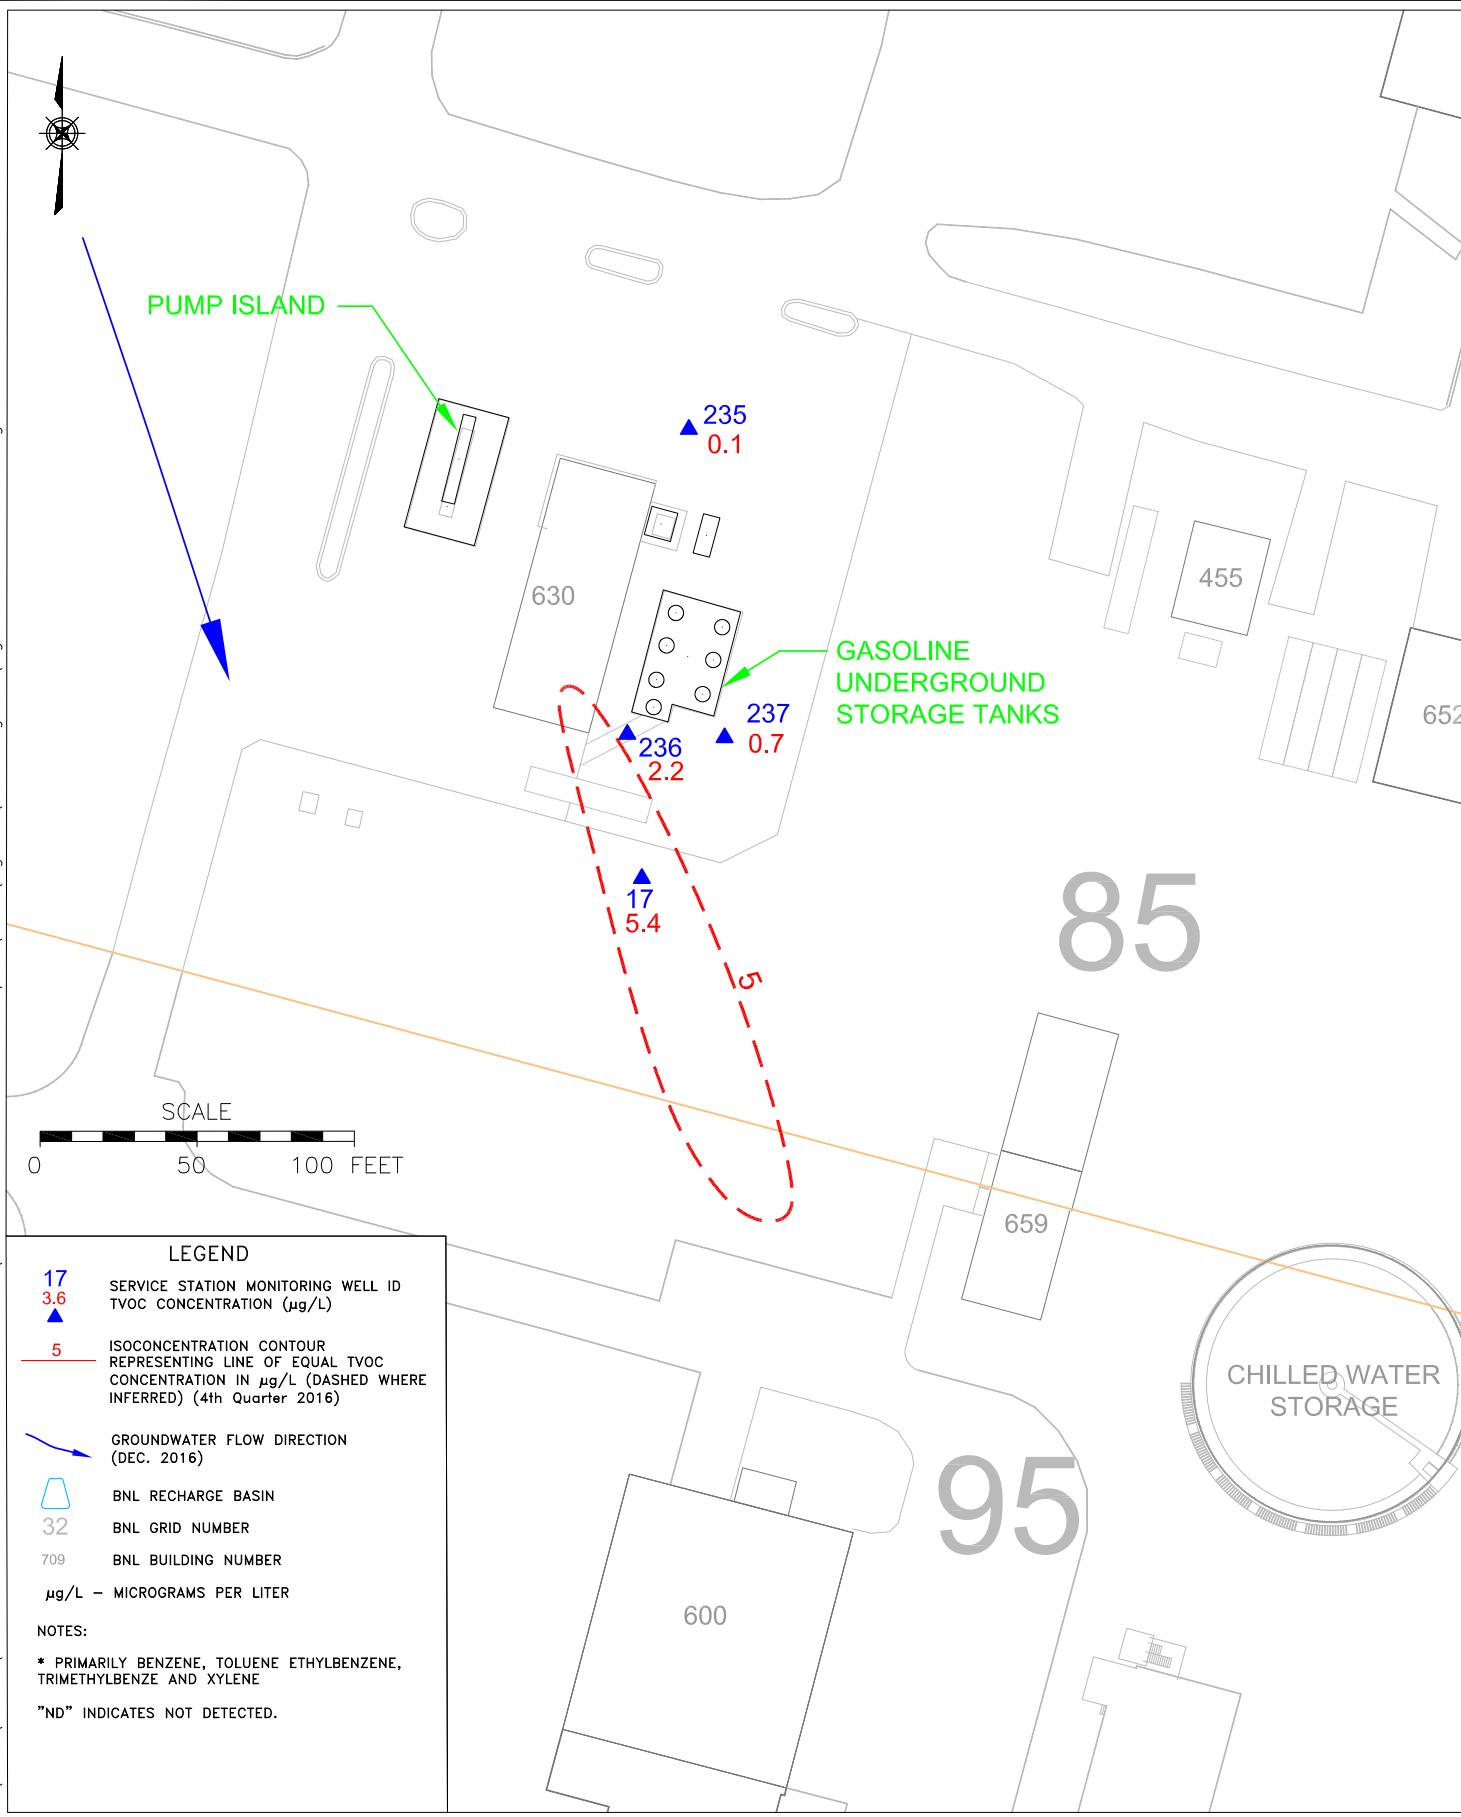 PUMP ISLAND
235
0.1
630
455
GASOLINE
UNDERGROUND
STORAGE TANKS
237
0.7
236
2.2
652
17
5.4
85
5
SCALE
0 50 100 FEET
659
CHILLED WATER
STORAGE
95
600
LEGEND
17
3.6
SERVICE STATION MONITORING WELL ID
TVOC CONCENTRATION (µg/L)
5
ISOCONCENTRATION CONTOUR
REPRESENTING LINE OF EQUAL TVOC
CONCENTRATION IN µg/L (DASHED WHERE
INFERRED) (4th Quarter 2016)
GROUNDWATER FLOW DIRECTION
(DEC. 2016)
BNL RECHARGE BASIN
32 BNL GRID NUMBER
709 BNL BUILDING NUMBER
µg/L – MICROGRAMS PER LITER
NOTES:
* PRIMARILY BENZENE, TOLUENE ETHYLBENZENE,
TRIMETHYLBENZE AND XYLENE
"ND" INDICATES NOT DETECTED.